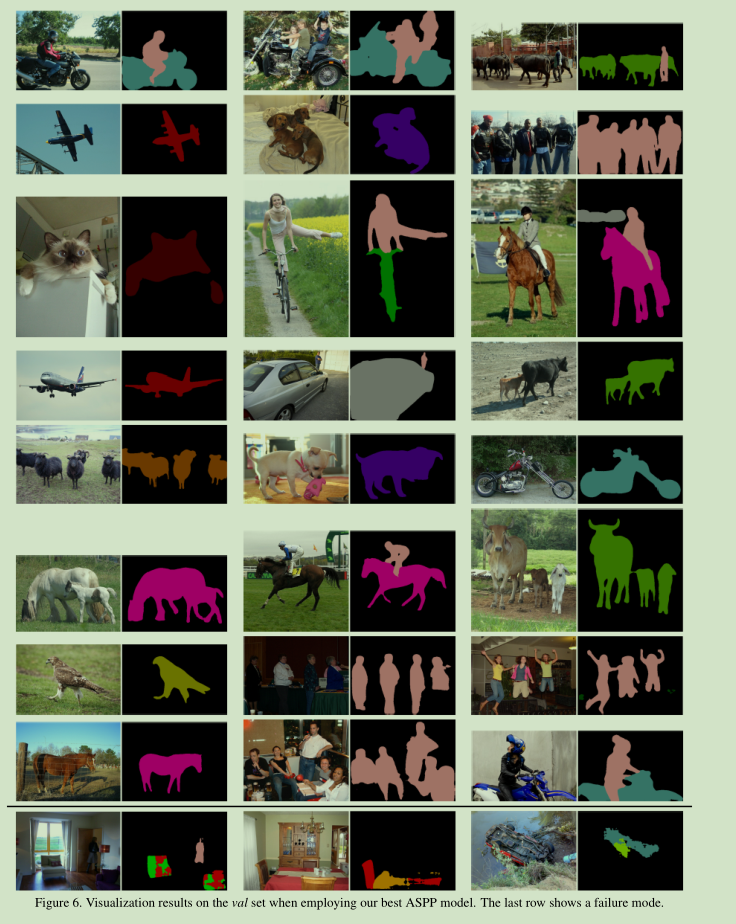 Figure 6. Visualization results on the val set when employing our best ASPP model. The last row shows a failure mode.